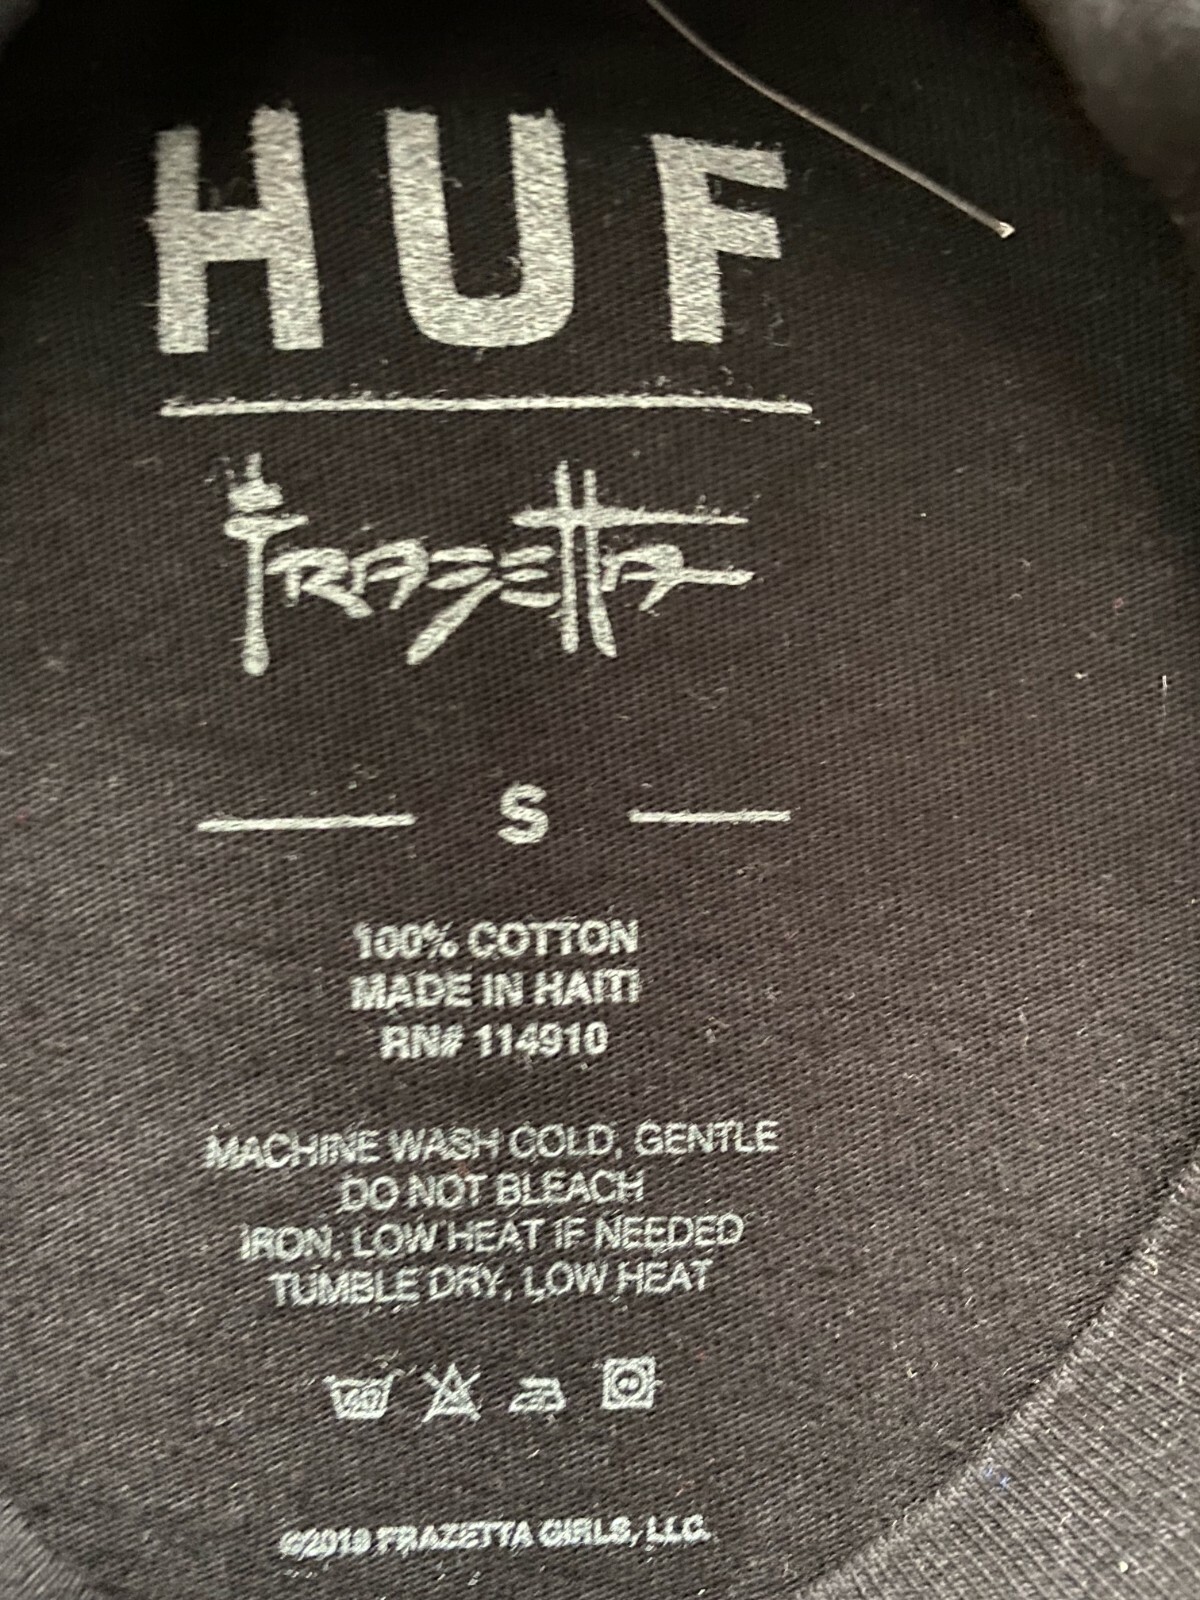 HUF
FRAZETTA
S
100% COTTON
MADE IN HAITI
RN# 114910
MACHINE WASH COLD, GENTLE
DO NOT BLEACH
IRON, LOW HEAT IF NEEDED
TUMBLE DRY, LOW HEAT
©2019 FRAZETTA GIRLS, LLC.